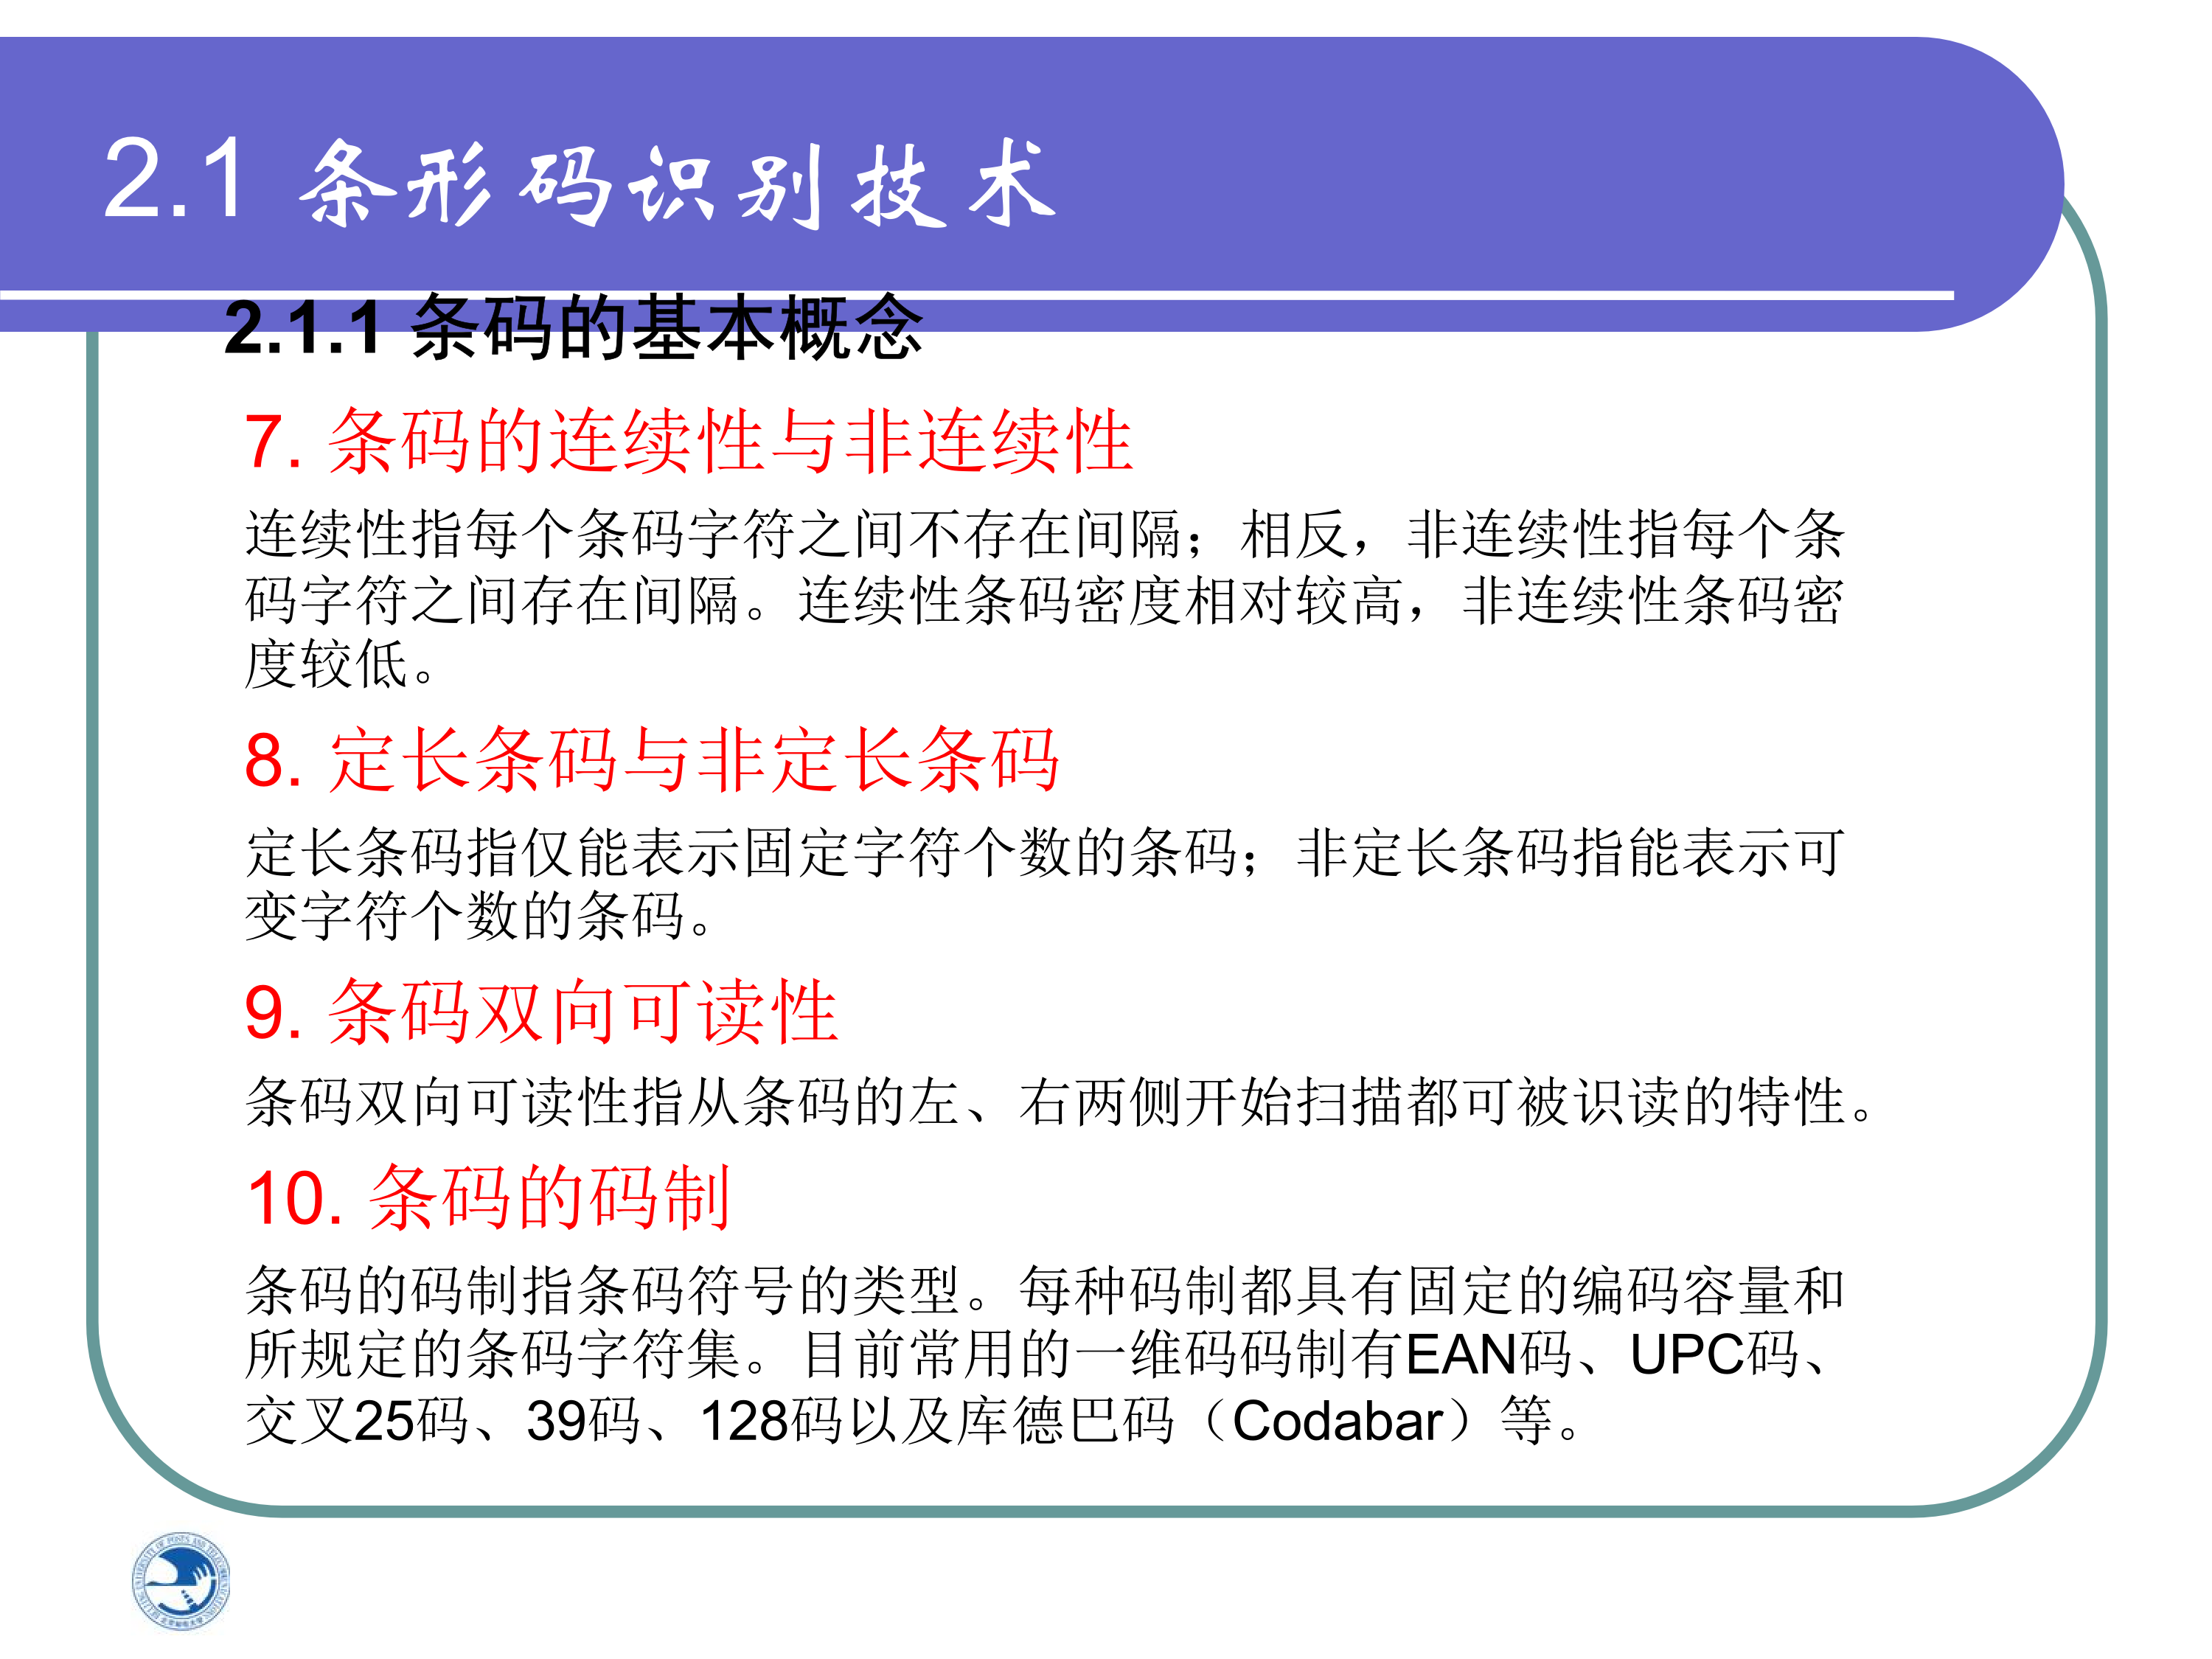 2.1 条形码识别技术
2.1.1 条码的基本概念
7. 条码的连续性与非连续性
连续性指每个条码字符之间不存在间隔；相反，非连续性指每个条
码字符之间存在间隔。连续性条码密度相对较高，非连续性条码密
度较低。
8. 定长条码与非定长条码
定长条码指仅能表示固定字符个数的条码；非定长条码指能表示可
变字符个数的条码。
9. 条码双向可读性
条码双向可读性指从条码的左、右两侧开始扫描都可被识读的特性。
10. 条码的码制
条码的码制指条码符号的类型。每种码制都具有固定的编码容量和
所规定的条码字符集。目前常用的一维码码制有EAN码、UPC码、
交叉25码、39码、128码以及库德巴码（Codabar）等。